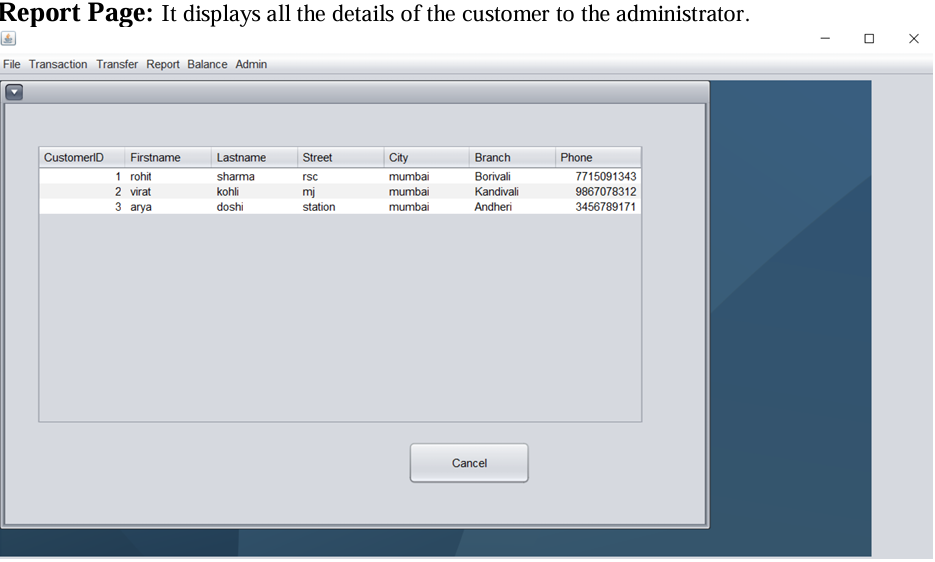 Report Page: It displays all the details of the customer to the administrator.
File Transaction Transfer Report Balance Admin
CustomerID Firstname Lastname Street City Branch Phone
1 rohit sharma rsc mumbai Borivali 7715091343
2 virat kohli mj mumbai Kandivali 9867078312
3 arya doshi station mumbai Andheri 3456789171
Cancel